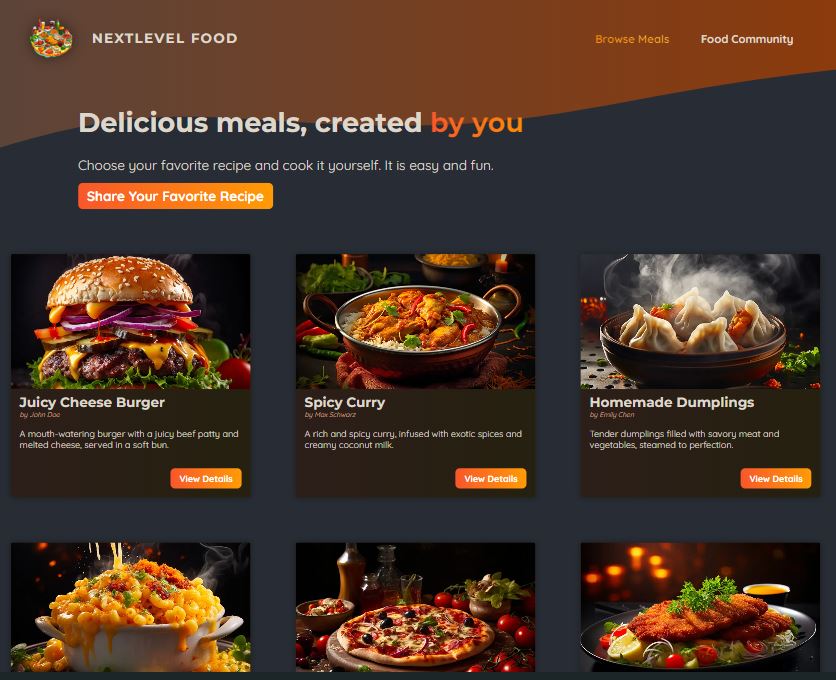 NEXTLEVEL FOOD
Browse Meals
Food Community
Delicious meals, created by you
Choose your favorite recipe and cook it yourself. It is easy and fun.
Share Your Favorite Recipe
Juicy Cheese Burger
by John Doe
A mouth-watering burger with a juicy beef patty and
melted cheese, served in a soft bun.
View Details
Spicy Curry
by Max Schwarz
A rich and spicy curry, infused with exotic spices and
creamy coconut milk.
View Details
Homemade Dumplings
by Emily Chen
Tender dumplings filled with savory meat and
vegetables, steamed to perfection.
View Details